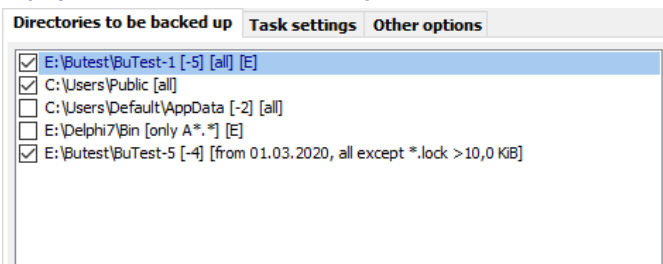 Directories to be backed up Task settings Other options
E:\Butest\BuTest-1 [-5] [all] [E]
C:\Users\Public [all]
C:\Users\Default\AppData [-2] [all]
E:\Delphi7\Bin [only A*.*] [E]
E:\Butest\BuTest-5 [-4] [from 01.03.2020, all except *.lock >10,0 KiB]